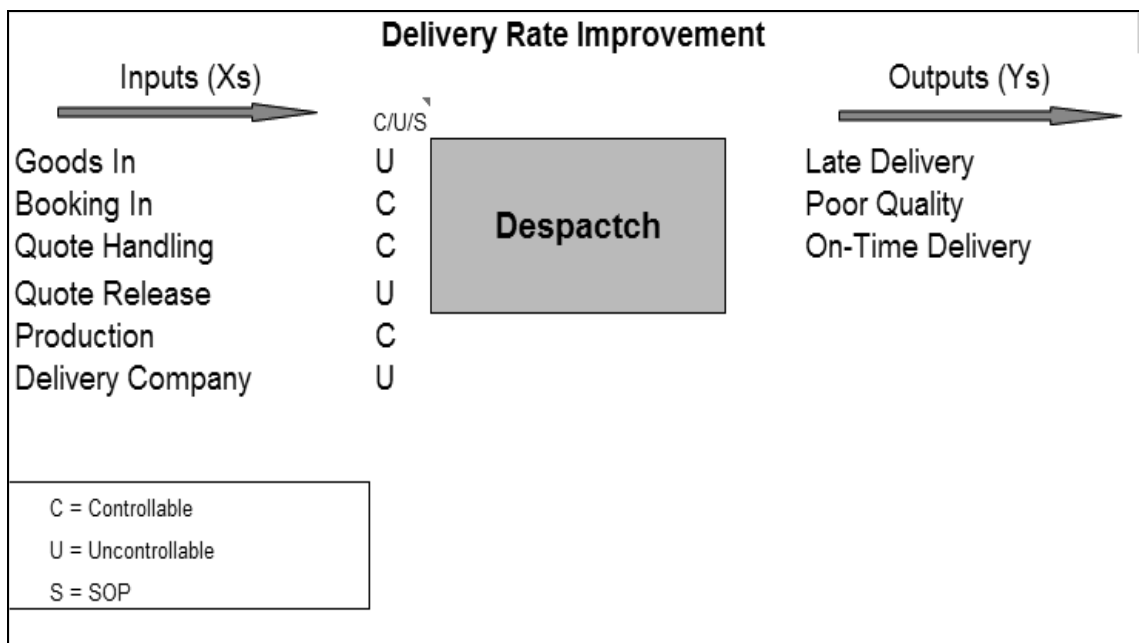 Delivery Rate Improvement
Inputs (Xs)
Outputs (Ys)
C/U/S
Goods In U
Booking In C
Quote Handling C
Quote Release U
Production C
Delivery Company U
Despactch
Late Delivery
Poor Quality
On-Time Delivery
C = Controllable
U = Uncontrollable
S = SOP